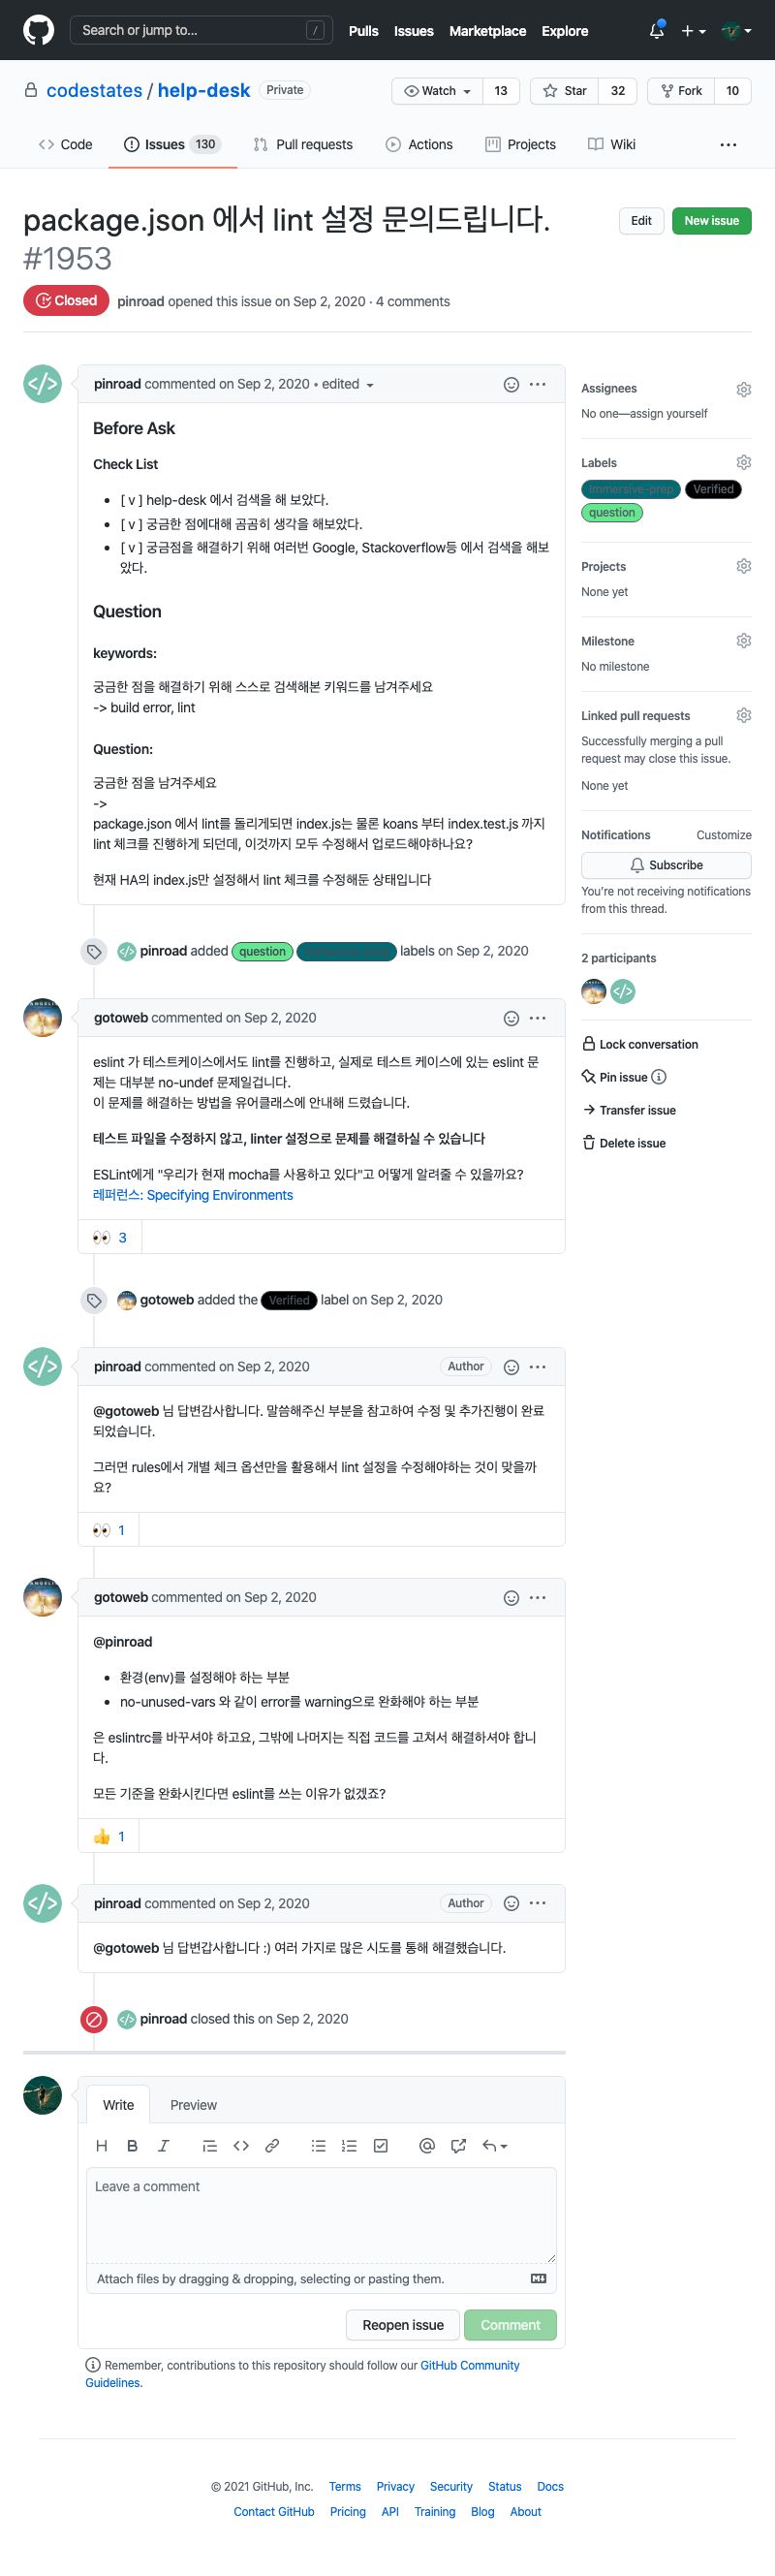 Search or jump to...
/
Pulls
Issues
Marketplace
Explore
codestates / help-desk
Private
Watch
13
Star
32
Fork
10
Code
Issues 130
Pull requests
Actions
Projects
Wiki
package.json 에서 lint 설정 문의드립니다.
#1953
Edit
New issue
Closed
pinroad opened this issue on Sep 2, 2020 · 4 comments
pinroad commented on Sep 2, 2020 • edited
Before Ask
Check List
• [ v ] help-desk 에서 검색을 해 보았다.
• [ v ] 궁금한 점에대해 곰곰히 생각을 해보았다.
• [ v ] 궁금점을 해결하기 위해 여러번 Google, Stackoverflow등 에서 검색을 해보
았다.
Question
keywords:
궁금한 점을 해결하기 위해 스스로 검색해본 키워드를 남겨주세요
-> build error, lint
Question:
궁금한 점을 남겨주세요
->
package.json 에서 lint를 돌리게되면 index.js는 물론 koans 부터 index.test.js 까지
lint 체크를 진행하게 되던데, 이것까지 모두 수정해서 업로드해야하나요?
현재 HA의 index.js만 설정해서 lint 체크를 수정해둔 상태입니다
Assignees
No one—assign yourself
Labels
Immersive-prep
Verified
question
Projects
None yet
Milestone
No milestone
Linked pull requests
Successfully merging a pull
request may close this issue.
None yet
Notifications
Customize
Subscribe
You're not receiving notifications
from this thread.
2 participants
Lock conversation
Pin issue
Transfer issue
Delete issue
pinroad added question labels on Sep 2, 2020
gotoweb commented on Sep 2, 2020
eslint 가 테스트케이스에서도 lint를 진행하고, 실제로 테스트 케이스에 있는 eslint 문
제는 대부분 no-undef 문제일겁니다.
이 문제를 해결하는 방법을 유어클래스에 안내해 드렸습니다.
테스트 파일을 수정하지 않고, linter 설정으로 문제를 해결하실 수 있습니다
ESLint에게 "우리가 현재 mocha를 사용하고 있다"고 어떻게 알려줄 수 있을까요?
레퍼런스: Specifying Environments
3
gotoweb added the Verified label on Sep 2, 2020
pinroad commented on Sep 2, 2020
Author
@gotoweb 님 답변감사합니다. 말씀해주신 부분을 참고하여 수정 및 추가진행이 완료
되었습니다.
그러면 rules에서 개별 체크 옵션만을 활용해서 lint 설정을 수정해야하는 것이 맞을까
요?
1
gotoweb commented on Sep 2, 2020
@pinroad
• 환경(env)를 설정해야 하는 부분
• no-unused-vars 와 같이 error를 warning으로 완화해야 하는 부분
은 eslintrc를 바꾸셔야 하고요, 그밖에 나머지는 직접 코드를 고쳐서 해결하셔야 합니
다.
모든 기준을 완화시킨다면 eslint를 쓰는 이유가 없겠죠?
1
pinroad commented on Sep 2, 2020
Author
@gotoweb 님 답변갑사합니다 :) 여러 가지로 많은 시도를 통해 해결했습니다.
pinroad closed this on Sep 2, 2020
Write
Preview
Leave a comment
Attach files by dragging & dropping, selecting or pasting them.
Reopen issue
Comment
Remember, contributions to this repository should follow our GitHub Community
Guidelines.
© 2021 GitHub, Inc.
Terms
Privacy
Security
Status
Docs
Contact GitHub
Pricing
API
Training
Blog
About